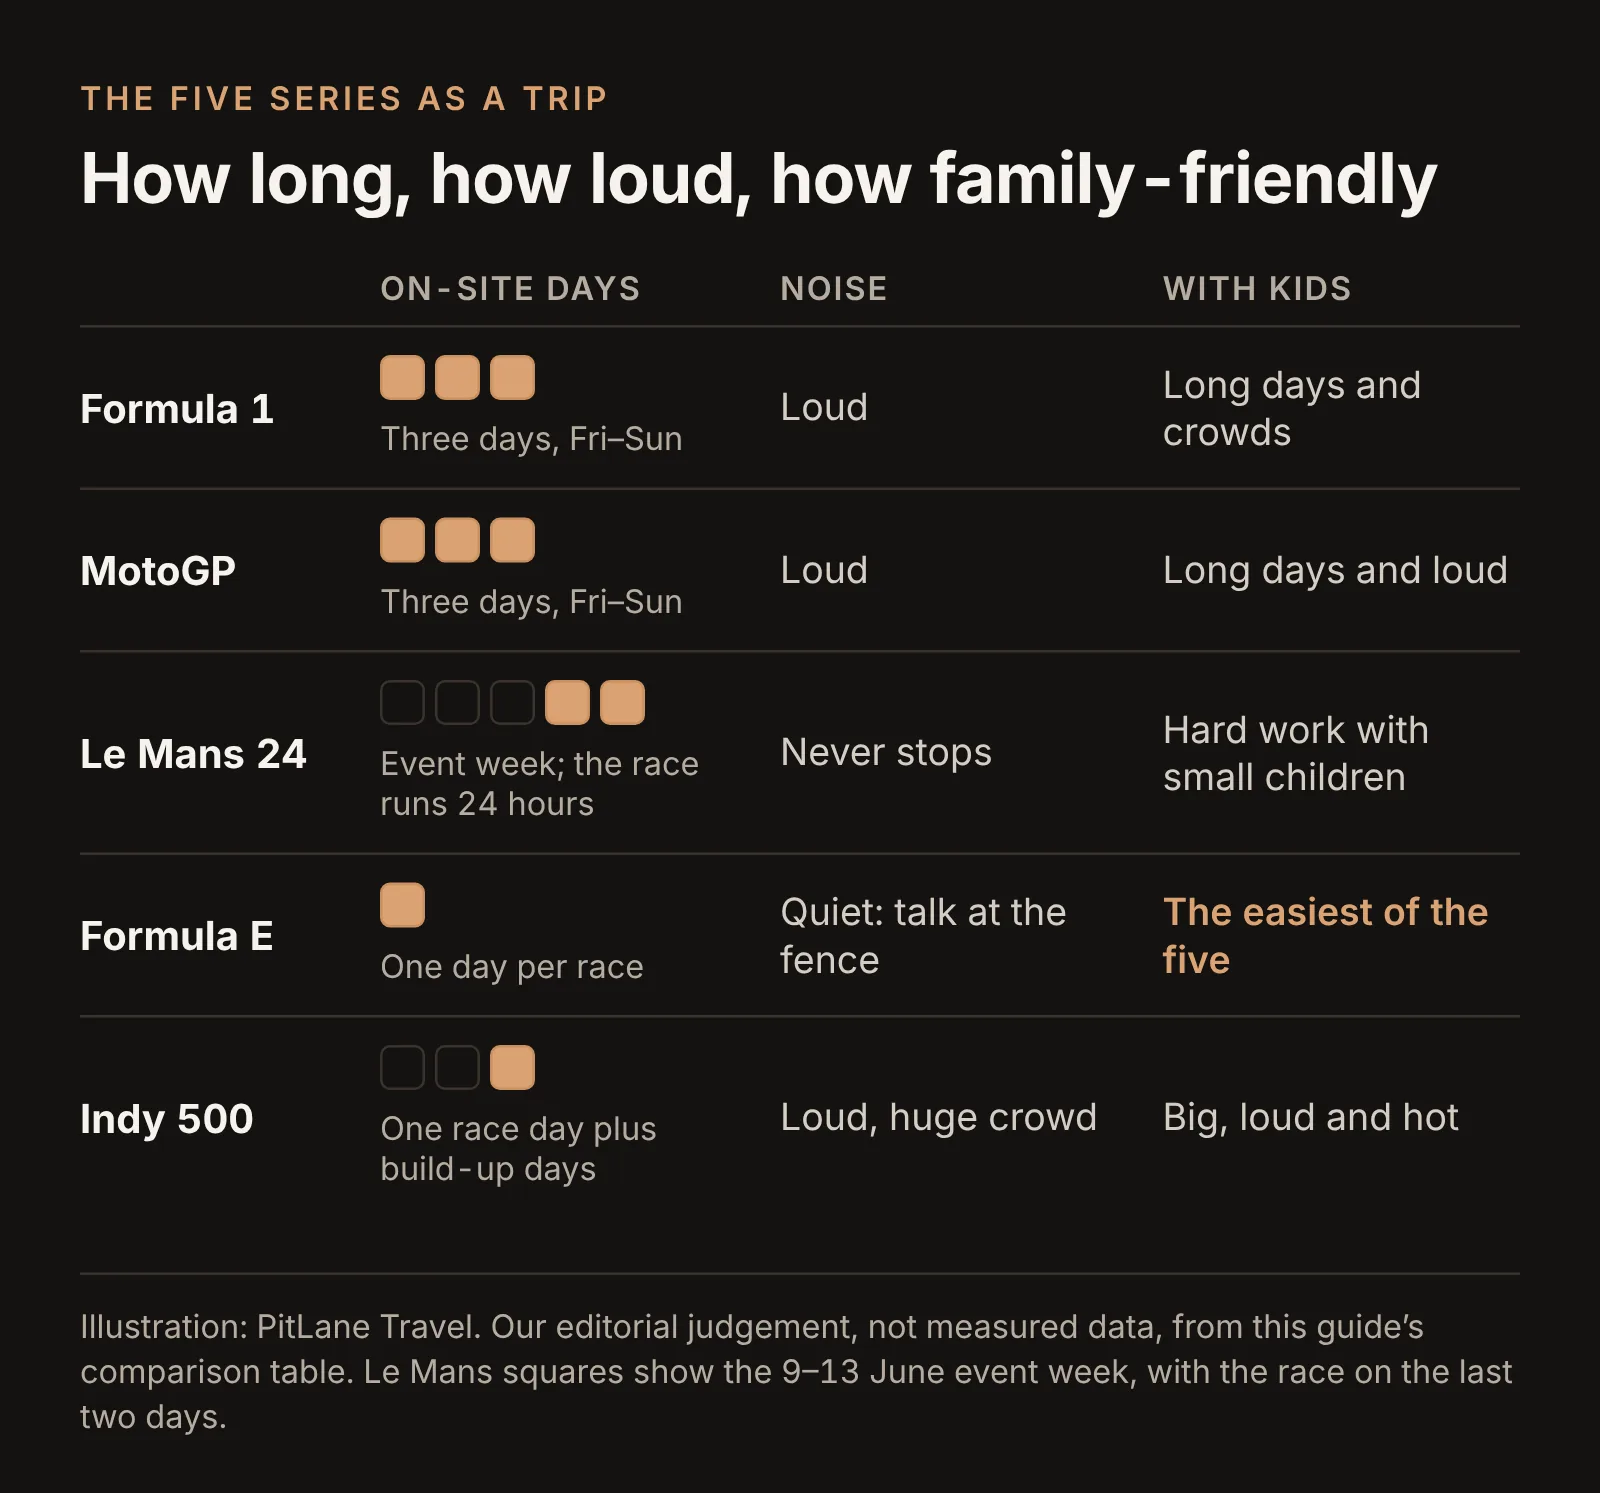 THE FIVE SERIES AS A TRIP
How long, how loud, how family-friendly
ON-SITE DAYS NOISE WITH KIDS
Formula 1
Three days, Fri–Sun
Loud
Long days and
crowds
MotoGP
Three days, Fri–Sun
Loud
Long days and loud
Le Mans 24
Event week; the race
runs 24 hours
Never stops
Hard work with
small children
Formula E
One day per race
Quiet: talk at the
fence
The easiest of the
five
Indy 500
One race day plus
build-up days
Loud, huge crowd
Big, loud and hot
Illustration: PitLane Travel. Our editorial judgement, not measured data, from this guide’s
comparison table. Le Mans squares show the 9–13 June event week, with the race on the last
two days.